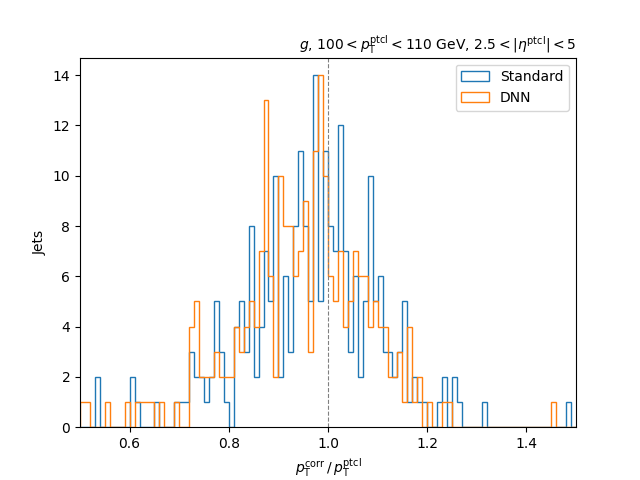 g, 100 < p_T^ptcl < 110 GeV, 2.5 < |η^ptcl| < 5
Standard
DNN
14
12
10
8
6
4
2
0
Jets
0.6 0.8 1.0 1.2 1.4
p_T^corr / p_T^ptcl